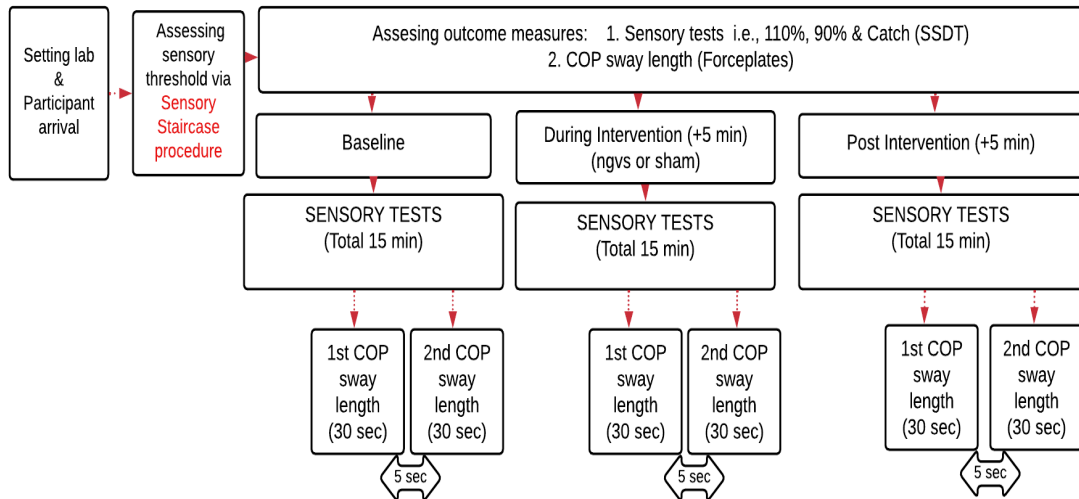 Setting lab
&
Participant
arrival
Assessing
sensory
threshold via
Sensory
Staircase
procedure
Assesing outcome measures: 1. Sensory tests i.e., 110%, 90% & Catch (SSDT)
2. COP sway length (Forceplates)
Baseline
During Intervention (+5 min)
(ngvs or sham)
Post Intervention (+5 min)
SENSORY TESTS
(Total 15 min)
SENSORY TESTS
(Total 15 min)
SENSORY TESTS
(Total 15 min)
1st COP
sway
length
(30 sec)
2nd COP
sway
length
(30 sec)
5 sec
1st COP
sway
length
(30 sec)
2nd COP
sway
length
(30 sec)
5 sec
1st COP
sway
length
(30 sec)
2nd COP
sway
length
(30 sec)
5 sec